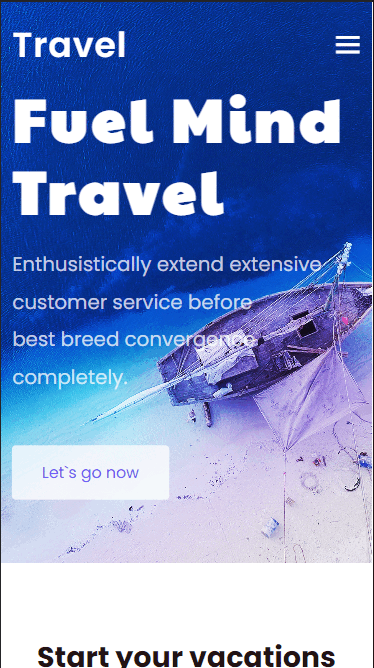 Travel
Fuel Mind
Travel
Enthusistically extend extensive
customer service before
best breed convergence
completely.
Let`s go now
Start your vacations